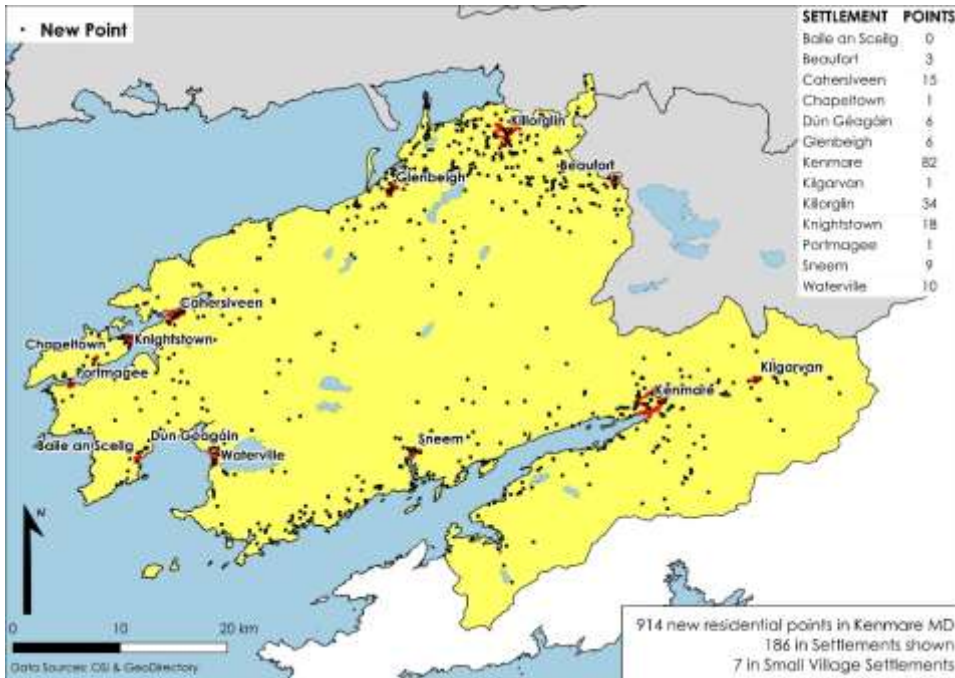 New Point
SETTLEMENT POINTS
Baile an Sceilg 0
Beaufort 3
Cahersiveen 15
Chapeltown 1
Dún Géagáin 6
Glenbeigh 6
Kenmare 82
Kilgarvan 1
Killorglin 34
Knightstown 18
Portmagee 1
Sneem 9
Waterville 10
Killorglin
Beaufort
Glenbeigh
Cahersiveen
Chapeltown
Knightstown
Portmagee
Kilgarvan
Kenmare
Dún Géagáin
Baile an Sceilg
Sneem
Waterville
N
0 10 20 km
Data Sources: OSi & GeoDirectory
914 new residential points in Kenmare MD
186 in Settlements shown
7 in Small Village Settlements